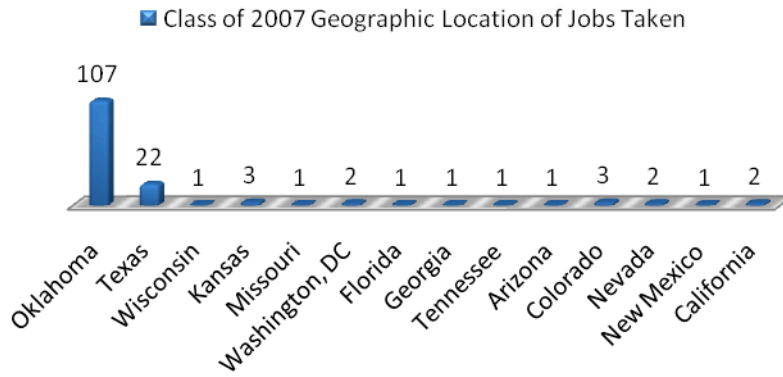 Class of 2007 Geographic Location of Jobs Taken
107
22
1
3
1
2
1
1
1
1
3
2
1
2
Oklahoma
Texas
Wisconsin
Kansas
Missouri
Washington, DC
Florida
Georgia
Tennessee
Arizona
Colorado
Nevada
New Mexico
California